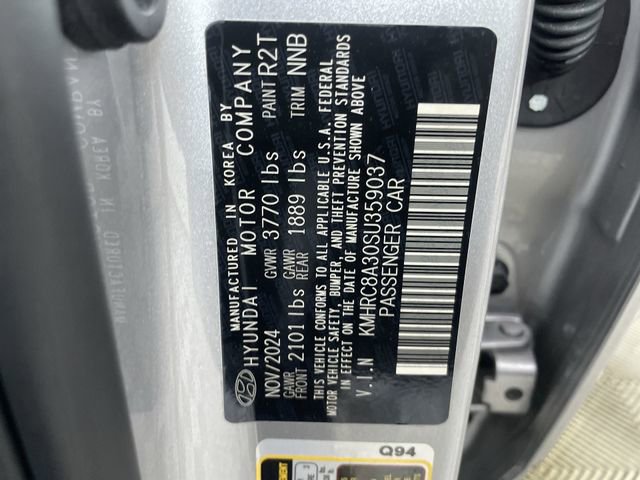 MANUFACTURED IN KOREA BY
HYUNDAI MOTOR COMPANY
NOV/2024 GVWR 3770 lbs PAINT R2T
GAWR FRONT 2101 lbs GAWR REAR 1889 lbs TRIM NNB
THIS VEHICLE CONFORMS TO ALL APPLICABLE U.S.A. FEDERAL
MOTOR VEHICLE SAFETY, BUMPER, AND THEFT PREVENTION STANDARDS
IN EFFECT ON THE DATE OF MANUFACTURE SHOWN ABOVE
V.I.N KMHRC8A30SU359037
PASSENGER CAR
Q94